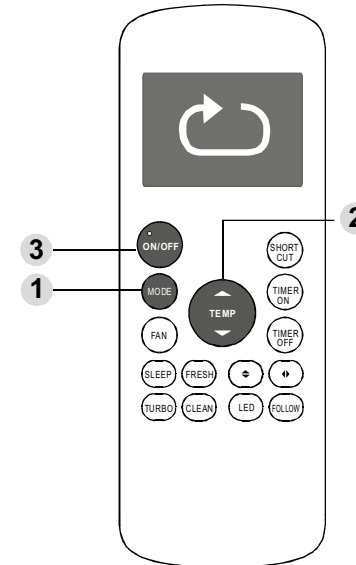 2
3
ON/OFF
SHORT
CUT
1
MODE
TEMP
TIMER
ON
FAN
TIMER
OFF
SLEEP FRESH
TURBO CLEAN LED FOLLOW